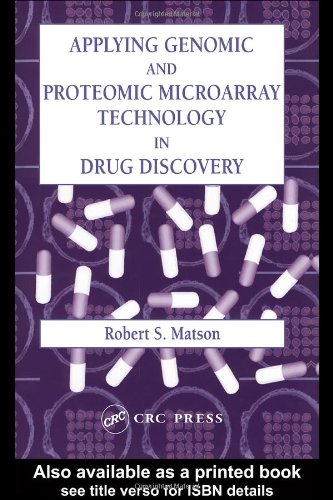 APPLYING GENOMIC
AND
PROTEOMIC MICROARRAY
TECHNOLOGY
IN
DRUG DISCOVERY
Robert S. Matson
CRC
CRC PRESS
Also available as a printed book
see title verso for ISBN details